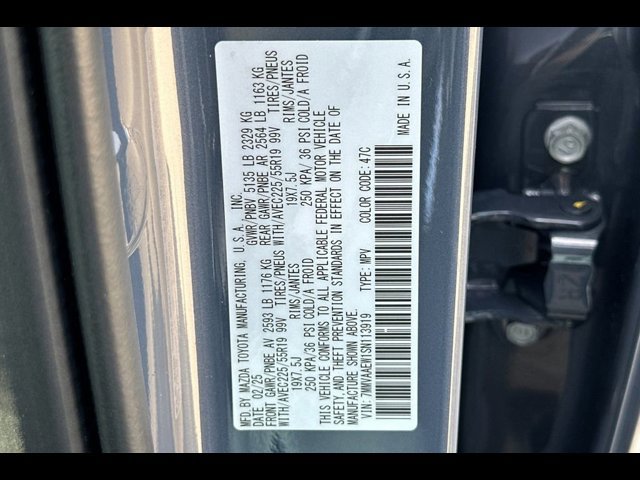 MFD. BY MAZDA TOYOTA MANUFACTURING, U.S.A., INC.
DATE: 02/25 GVWR/PNBV 5135 LB 2329 KG
FRONT GAWR/PNBE AV 2593 LB 1176 KG REAR GAWR/PNBE AR 2564 LB 1163 KG
WITH/AVEC225/55R19 99V TIRES/PNEUS WITH/AVEC225/55R19 99V TIRES/PNEUS
19X7.5J RIMS/JANTES 19X7.5J RIMS/JANTES
250 KPA/36 PSI COLD/A FROID 250 KPA/ 36 PSI COLD/A FROID
THIS VEHICLE CONFORMS TO ALL APPLICABLE FEDERAL MOTOR VEHICLE
SAFETY, AND THEFT PREVENTION STANDARDS IN EFFECT ON THE DATE OF
MANUFACTURE SHOWN ABOVE.
VIN: 7MMVAAEW1SN113919 TYPE: MPV COLOR CODE: 47C
MADE IN U.S.A.